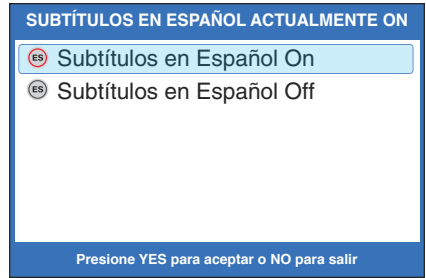 SUBTÍTULOS EN ESPAÑOL ACTUALMENTE ON
ES Subtítulos en Español On
ES Subtítulos en Español Off
Presione YES para aceptar o NO para salir